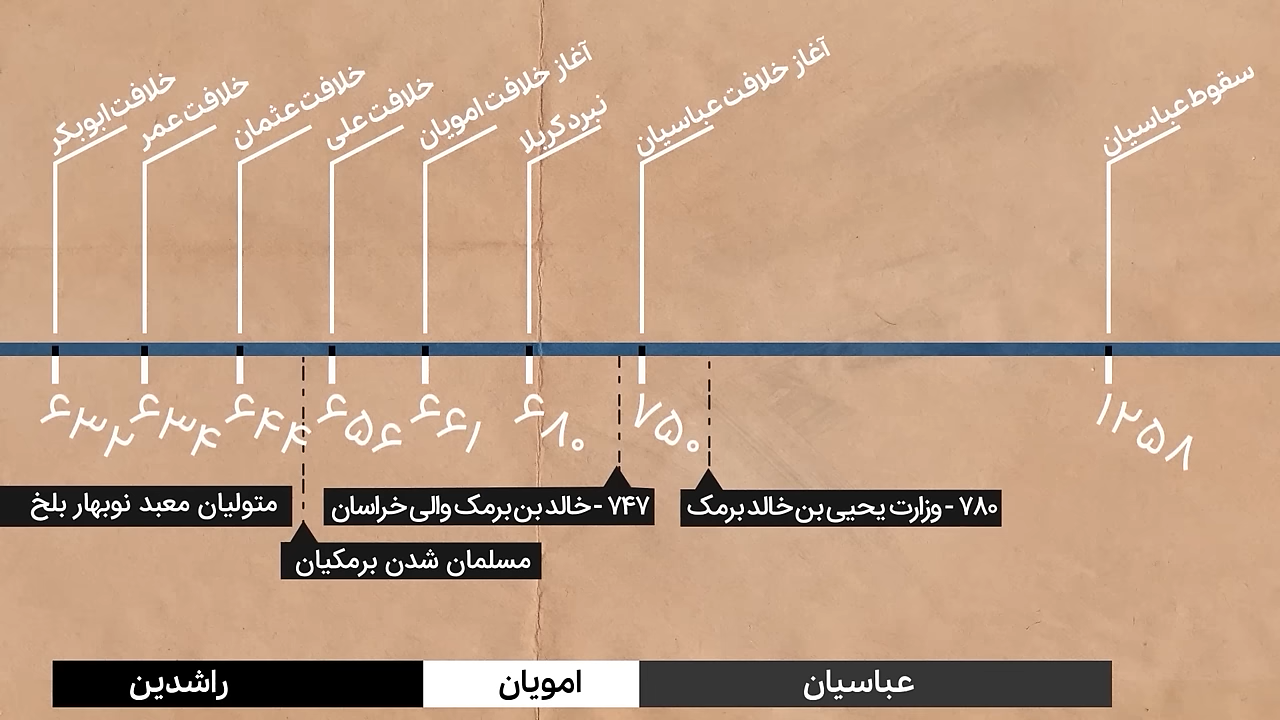 خلافت ابوبکر
خلافت عمر
خلافت عثمان
خلافت علی
آغاز خلافت امویان
نبرد کربلا
آغاز خلافت عباسیان
سقوط عباسیان
۶۳۲
۶۳۴
۶۴۴
۶۵۶
۶۶۱
۶۸۰
۷۵۰
۱۲۵۸
متولیان معبد نوبهار بلخ
۷۴۷ - خالد بن برمک والی خراسان
۷۸۰ - وزارت یحیی بن خالد برمک
مسلمان شدن برمکیان
راشدین
امویان
عباسیان